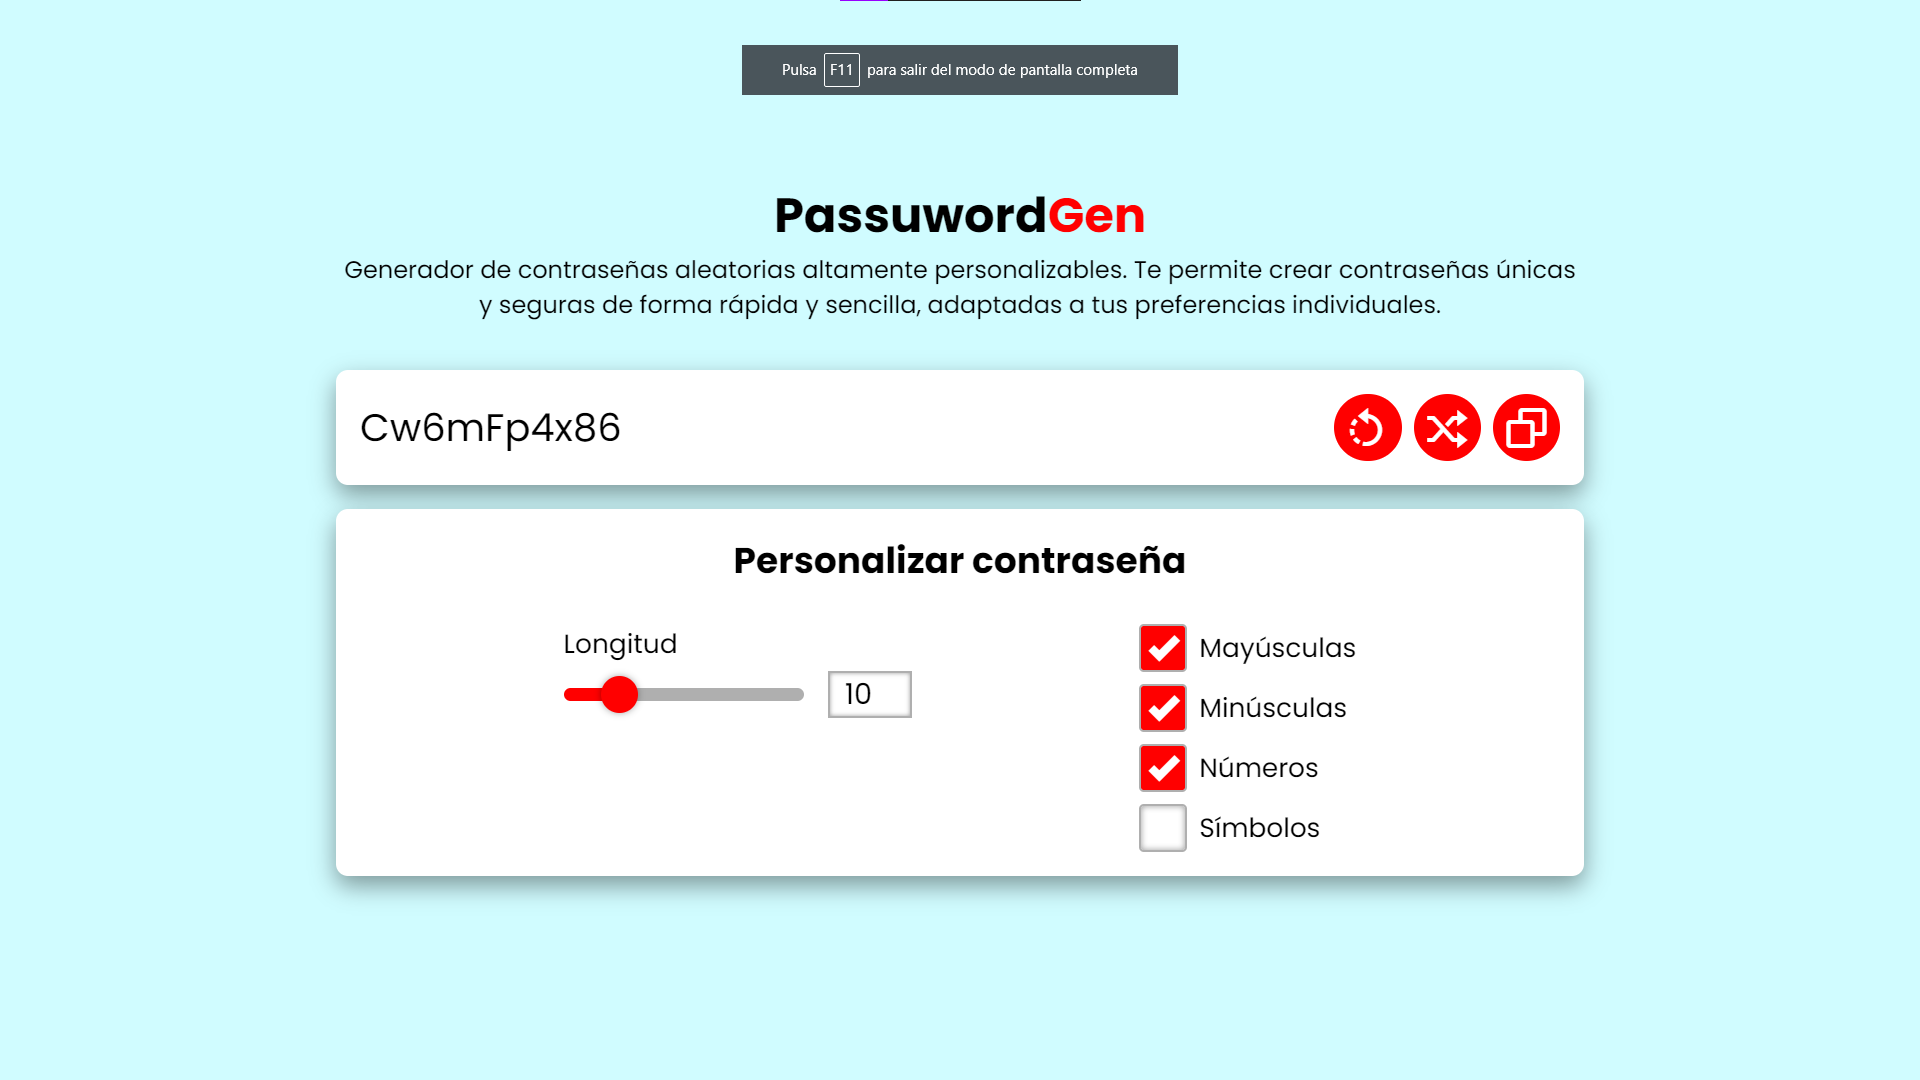 Pulsa F11 para salir del modo de pantalla completa
PassuwordGen
Generador de contraseñas aleatorias altamente personalizables. Te permite crear contraseñas únicas
y seguras de forma rápida y sencilla, adaptadas a tus preferencias individuales.
Cw6mFp4x86
Personalizar contraseña
Longitud
10
Mayúsculas
Minúsculas
Números
Símbolos